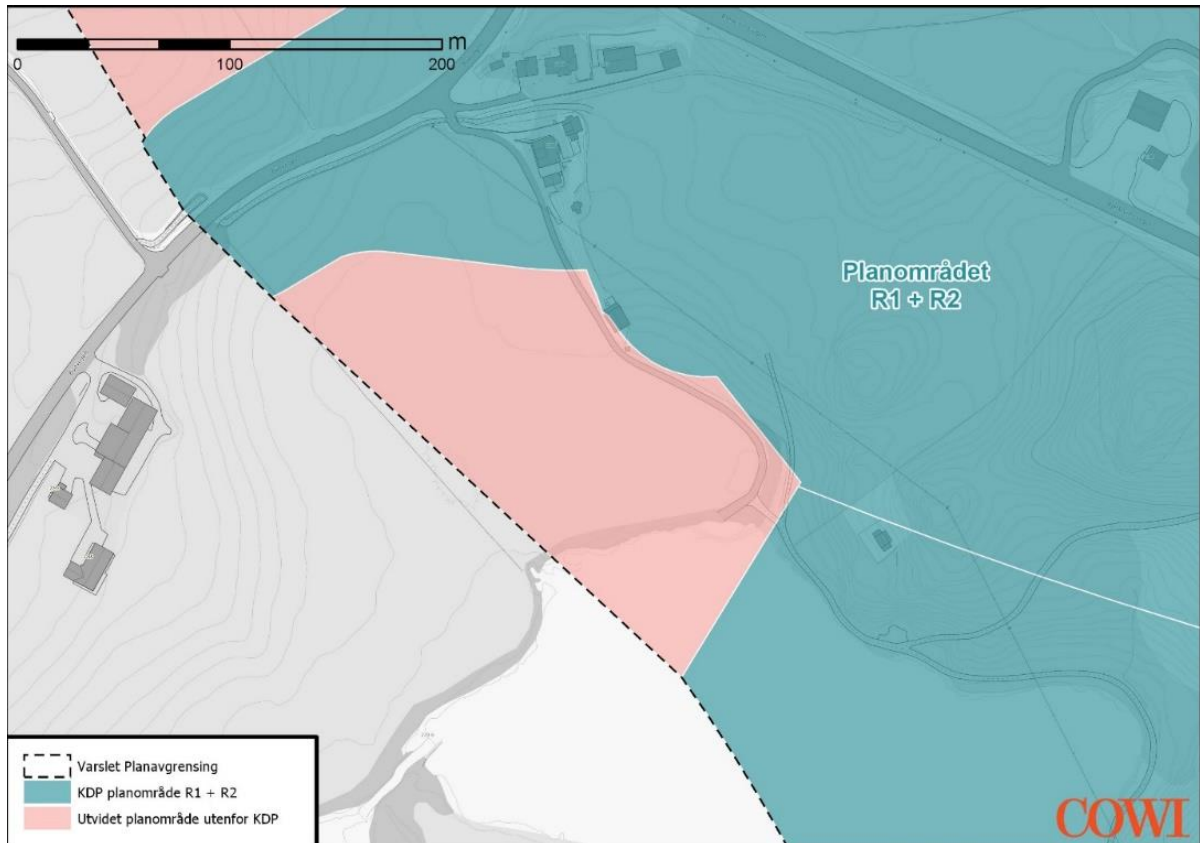 m
0 100 200
Planområdet
R1 + R2
Varslet Planavgrensing
KDP planområde R1 + R2
Utvidet planområde utenfor KDP
COWI